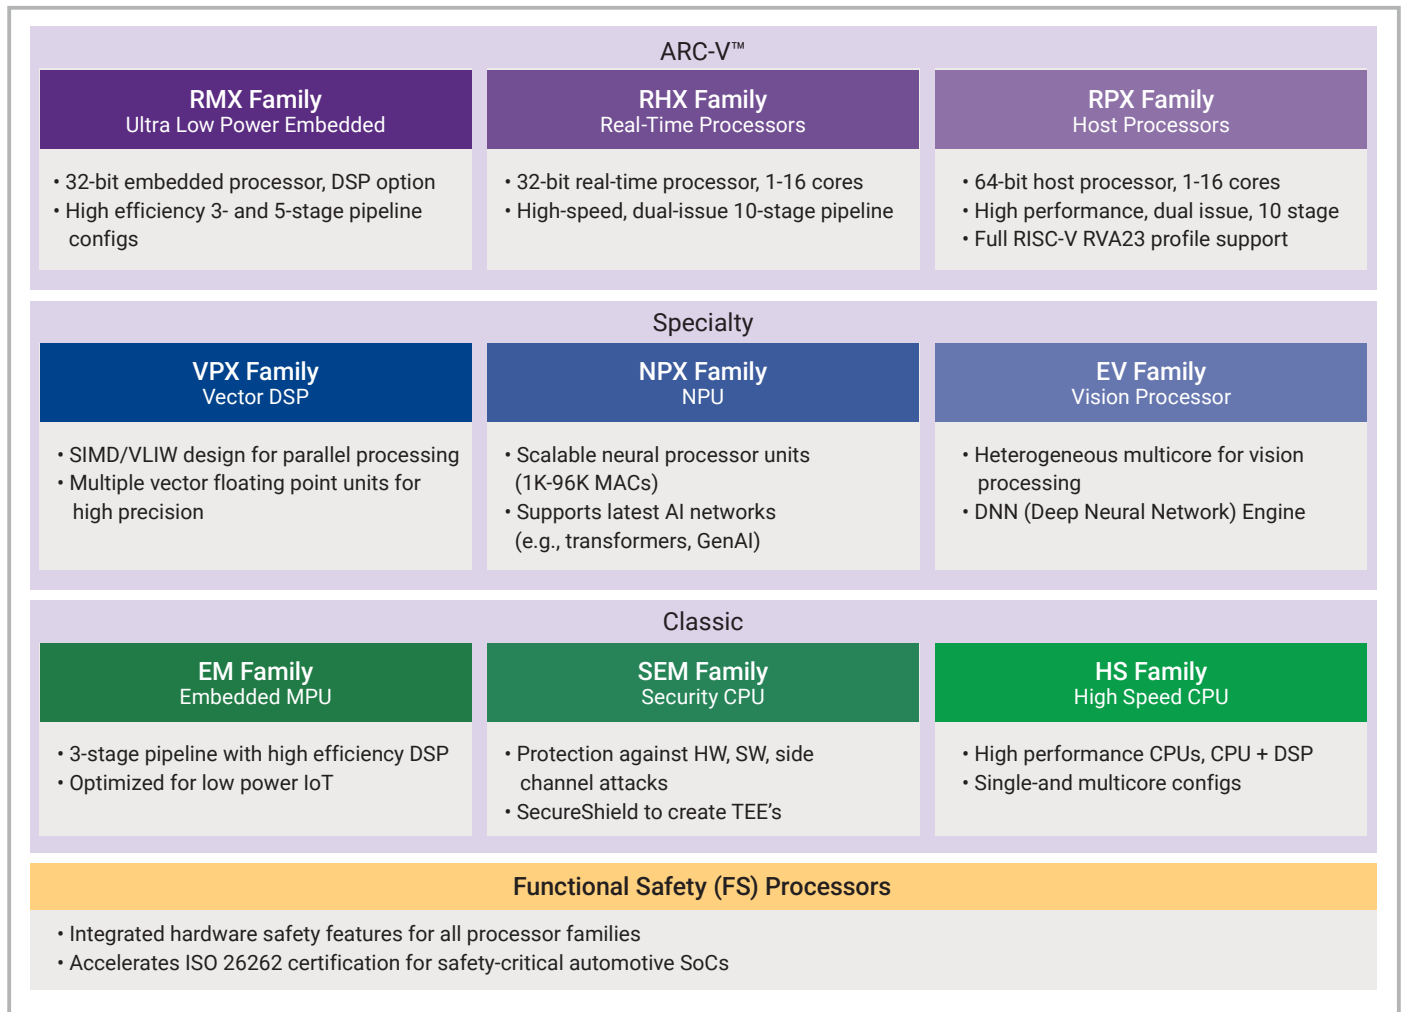 ARC-V™
RMX Family
Ultra Low Power Embedded
• 32-bit embedded processor, DSP option
• High efficiency 3- and 5-stage pipeline
configs
RHX Family
Real-Time Processors
• 32-bit real-time processor, 1-16 cores
• High-speed, dual-issue 10-stage pipeline
RPX Family
Host Processors
• 64-bit host processor, 1-16 cores
• High performance, dual issue, 10 stage
• Full RISC-V RVA23 profile support
Specialty
VPX Family
Vector DSP
• SIMD/VLIW design for parallel processing
• Multiple vector floating point units for
high precision
NPX Family
NPU
• Scalable neural processor units
(1K-96K MACs)
• Supports latest AI networks
(e.g., transformers, GenAI)
EV Family
Vision Processor
• Heterogeneous multicore for vision
processing
• DNN (Deep Neural Network) Engine
Classic
EM Family
Embedded MPU
• 3-stage pipeline with high efficiency DSP
• Optimized for low power IoT
SEM Family
Security CPU
• Protection against HW, SW, side
channel attacks
• SecureShield to create TEE's
HS Family
High Speed CPU
• High performance CPUs, CPU + DSP
• Single-and multicore configs
Functional Safety (FS) Processors
• Integrated hardware safety features for all processor families
• Accelerates ISO 26262 certification for safety-critical automotive SoCs